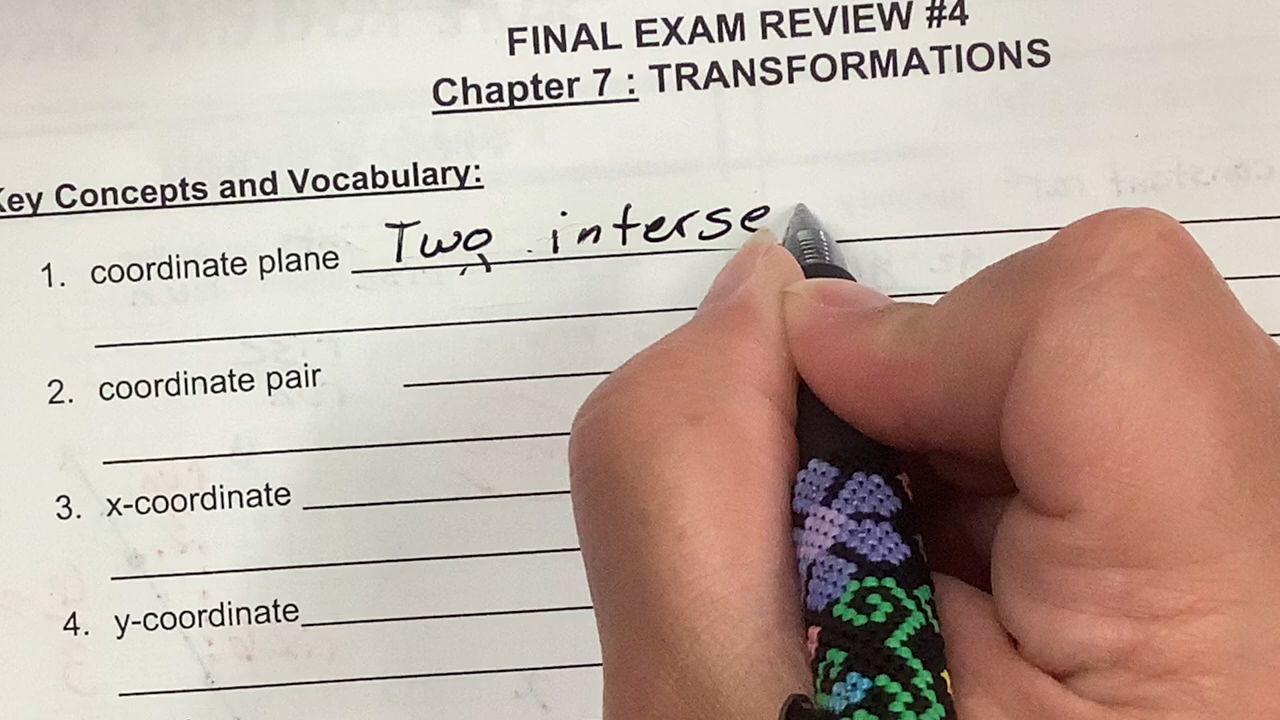 FINAL EXAM REVIEW #4
Chapter 7 : TRANSFORMATIONS
Key Concepts and Vocabulary:
1. coordinate plane Two interse
2. coordinate pair
3. x-coordinate
4. y-coordinate